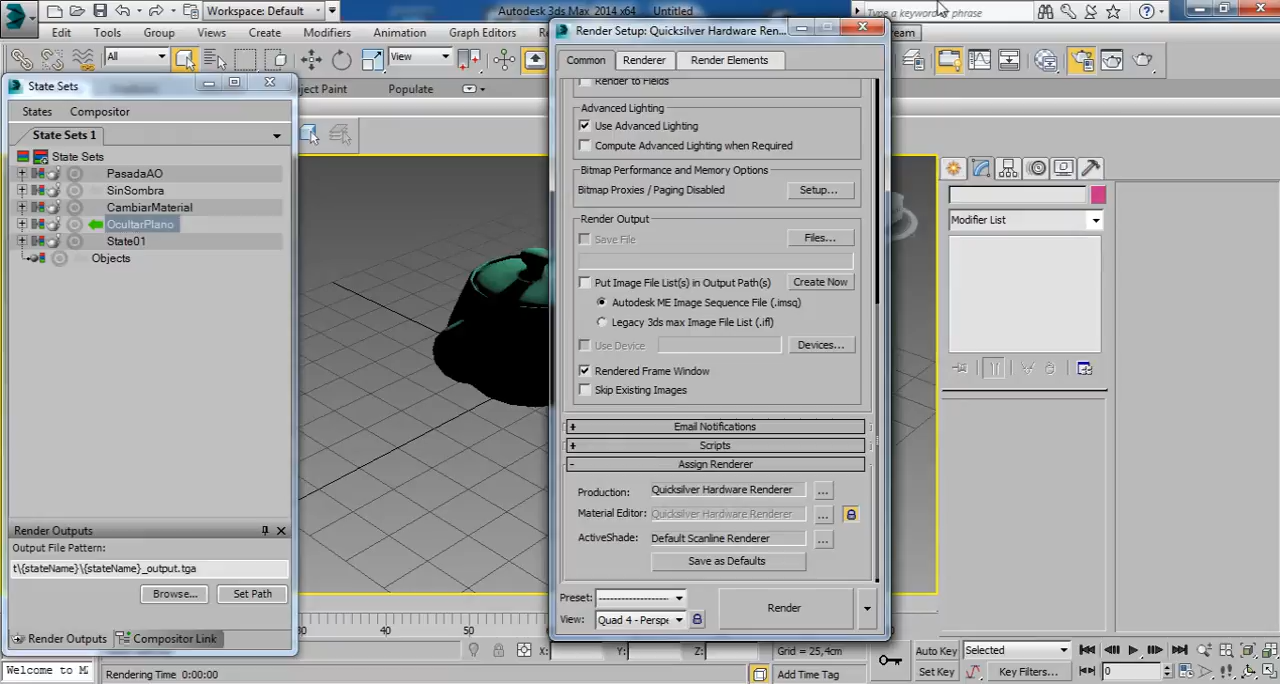 Workspace: Default
Autodesk 3ds Max 2014 x64 Untitled
Type a keyword or phrase
Edit Tools Group Views Create Modifiers Animation Graph Editors
All
View
Object Paint Populate
State Sets
States Compositor
State Sets 1
State Sets
PasadaAO
SinSombra
CambiarMaterial
OcultarPlano
State01
Objects
Render Outputs
Output File Pattern:
t\{stateName}\{stateName}_output.tga
Browse... Set Path
Render Outputs Compositor Link
Welcome to M
Rendering Time 0:00:00
Render Setup: Quicksilver Hardware Ren...
Common Renderer Render Elements
Render to Fields
Advanced Lighting
Use Advanced Lighting
Compute Advanced Lighting when Required
Bitmap Performance and Memory Options
Bitmap Proxies / Paging Disabled Setup...
Render Output
Save File Files...
Put Image File List(s) in Output Path(s) Create Now
Autodesk ME Image Sequence File (.imsq)
Legacy 3ds max Image File List (.ifl)
Use Device Devices...
Rendered Frame Window
Skip Existing Images
+ Email Notifications
+ Scripts
- Assign Renderer
Production: Quicksilver Hardware Renderer ...
Material Editor: Quicksilver Hardware Renderer ...
ActiveShade: Default Scanline Renderer ...
Save as Defaults
Preset: --------------------
View: Quad 4 - Perspe
Render
Modifier List
30 40 50
80 85 90 95 100
X: Y: Z: Grid = 25,4cm
Add Time Tag
Auto Key Selected
Set Key Key Filters... 0